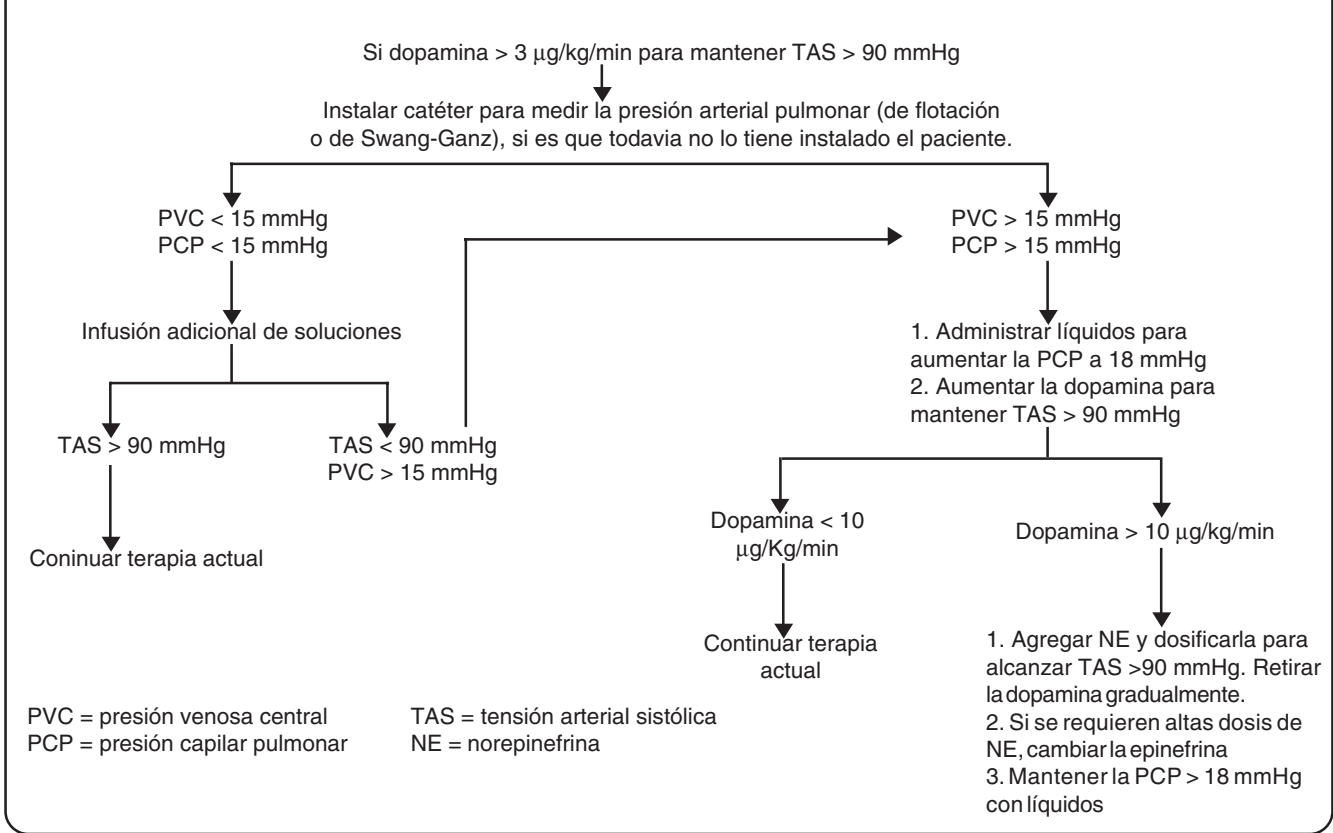 Si dopamina > 3 µg/kg/min para mantener TAS > 90 mmHg
Instalar catéter para medir la presión arterial pulmonar (de flotación
o de Swang-Ganz), si es que todavia no lo tiene instalado el paciente.
PVC < 15 mmHg
PCP < 15 mmHg
PVC > 15 mmHg
PCP > 15 mmHg
Infusión adicional de soluciones
1. Administrar líquidos para
aumentar la PCP a 18 mmHg
2. Aumentar la dopamina para
mantener TAS > 90 mmHg
TAS > 90 mmHg
TAS < 90 mmHg
PVC > 15 mmHg
Coninuar terapia actual
Dopamina < 10
µg/Kg/min
Dopamina > 10 µg/kg/min
Continuar terapia
actual
1. Agregar NE y dosificarla para
alcanzar TAS >90 mmHg. Retirar
la dopamina gradualmente.
2. Si se requieren altas dosis de
NE, cambiar la epinefrina
3. Mantener la PCP > 18 mmHg
con líquidos
PVC = presión venosa central
PCP = presión capilar pulmonar
TAS = tensión arterial sistólica
NE = norepinefrina